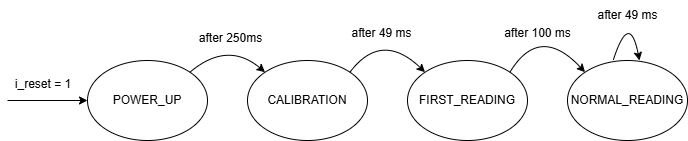 i_reset = 1
POWER_UP
after 250ms
CALIBRATION
after 49 ms
FIRST_READING
after 100 ms
NORMAL_READING
after 49 ms